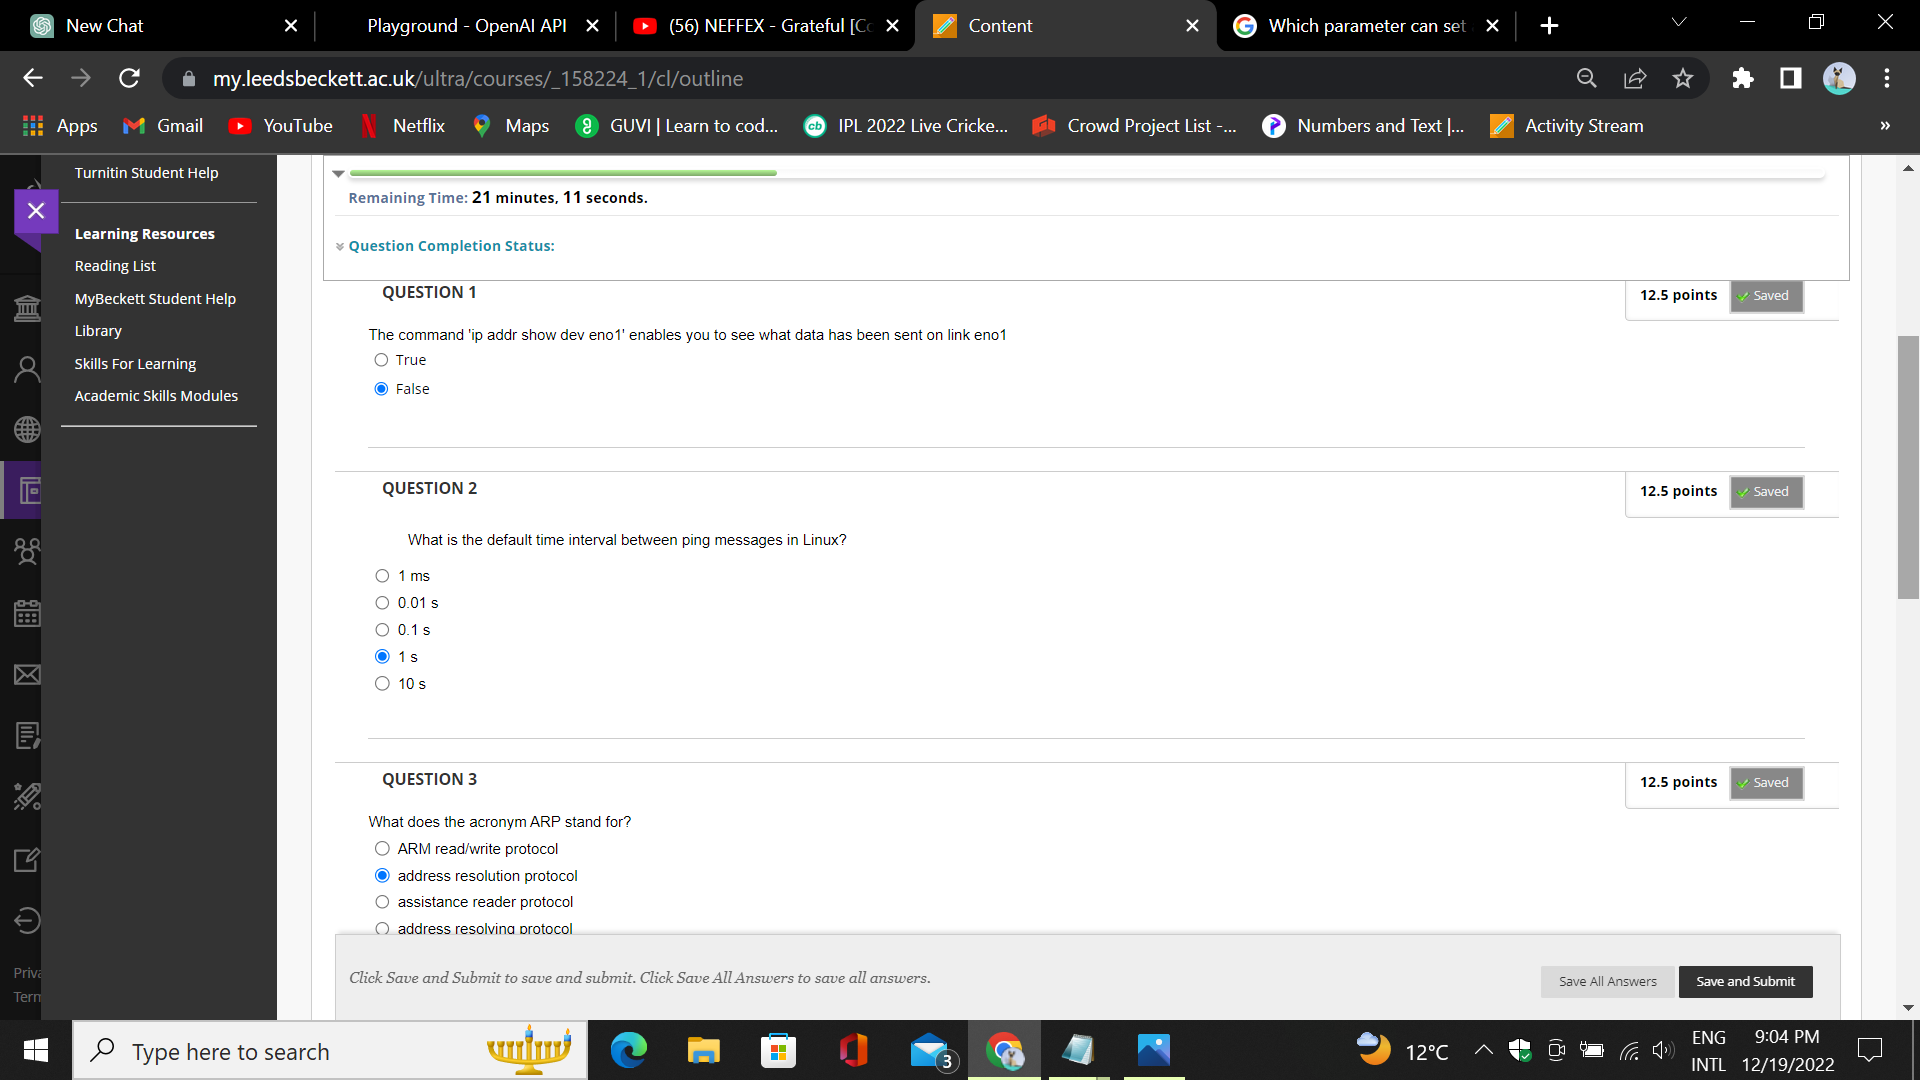 New Chat
Playground - OpenAI API
(56) NEFFEX - Grateful [Co
Content
Which parameter can set
my.leedsbeckett.ac.uk/ultra/courses/_158224_1/cl/outline
Apps
Gmail
YouTube
Netflix
Maps
GUVI | Learn to cod...
IPL 2022 Live Cricke...
Crowd Project List -...
Numbers and Text |...
Activity Stream
»
Turnitin Student Help
Learning Resources
Reading List
MyBeckett Student Help
Library
Skills For Learning
Academic Skills Modules
Priva
Term
Remaining Time: 21 minutes, 11 seconds.
Question Completion Status:
QUESTION 1
12.5 points
Saved
The command 'ip addr show dev eno1' enables you to see what data has been sent on link eno1
True
False
QUESTION 2
12.5 points
Saved
What is the default time interval between ping messages in Linux?
1 ms
0.01 s
0.1 s
1 s
10 s
QUESTION 3
12.5 points
Saved
What does the acronym ARP stand for?
ARM read/write protocol
address resolution protocol
assistance reader protocol
address resolving protocol
Click Save and Submit to save and submit. Click Save All Answers to save all answers.
Save All Answers
Save and Submit
Type here to search
3
12°C
ENG
INTL
9:04 PM
12/19/2022